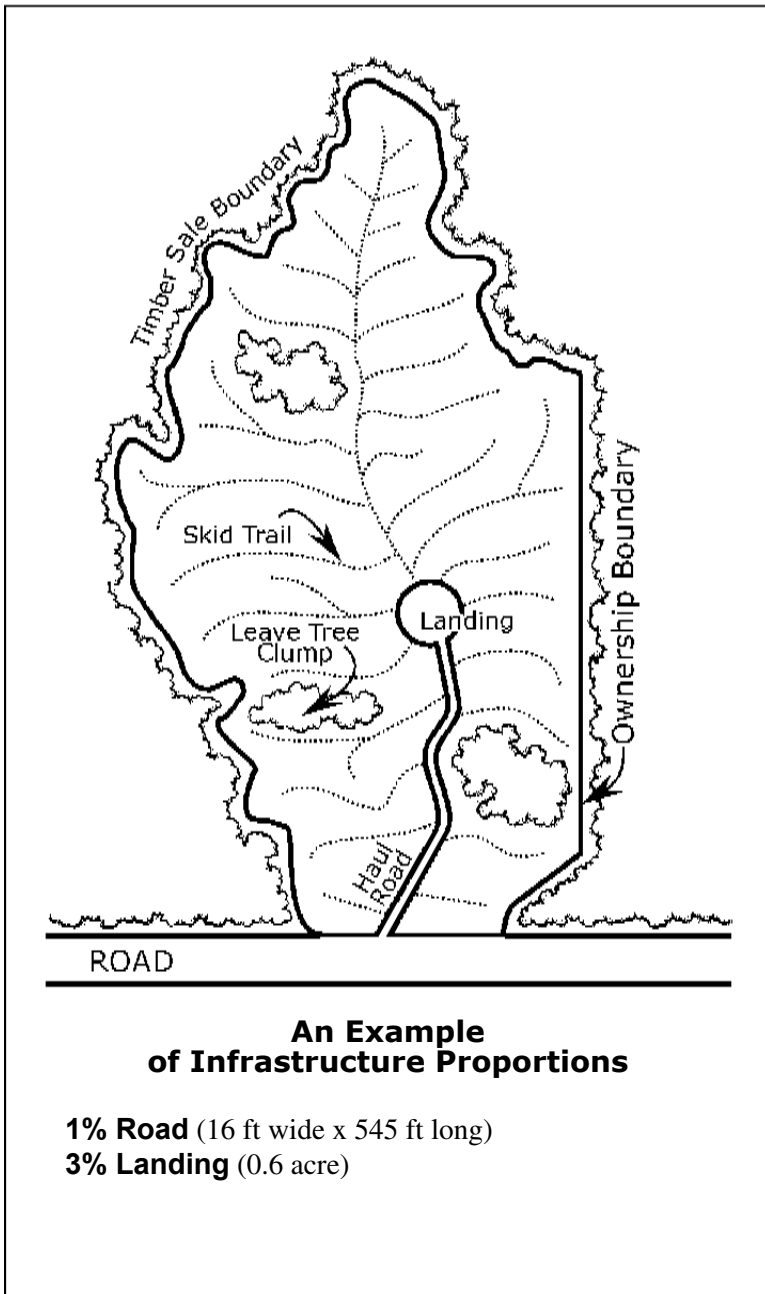 Timber Sale Boundary
Skid Trail
Landing
Leave Tree
Clump
Ownership Boundary
Haul
Road
ROAD
An Example
of Infrastructure Proportions
1% Road (16 ft wide x 545 ft long)
3% Landing (0.6 acre)